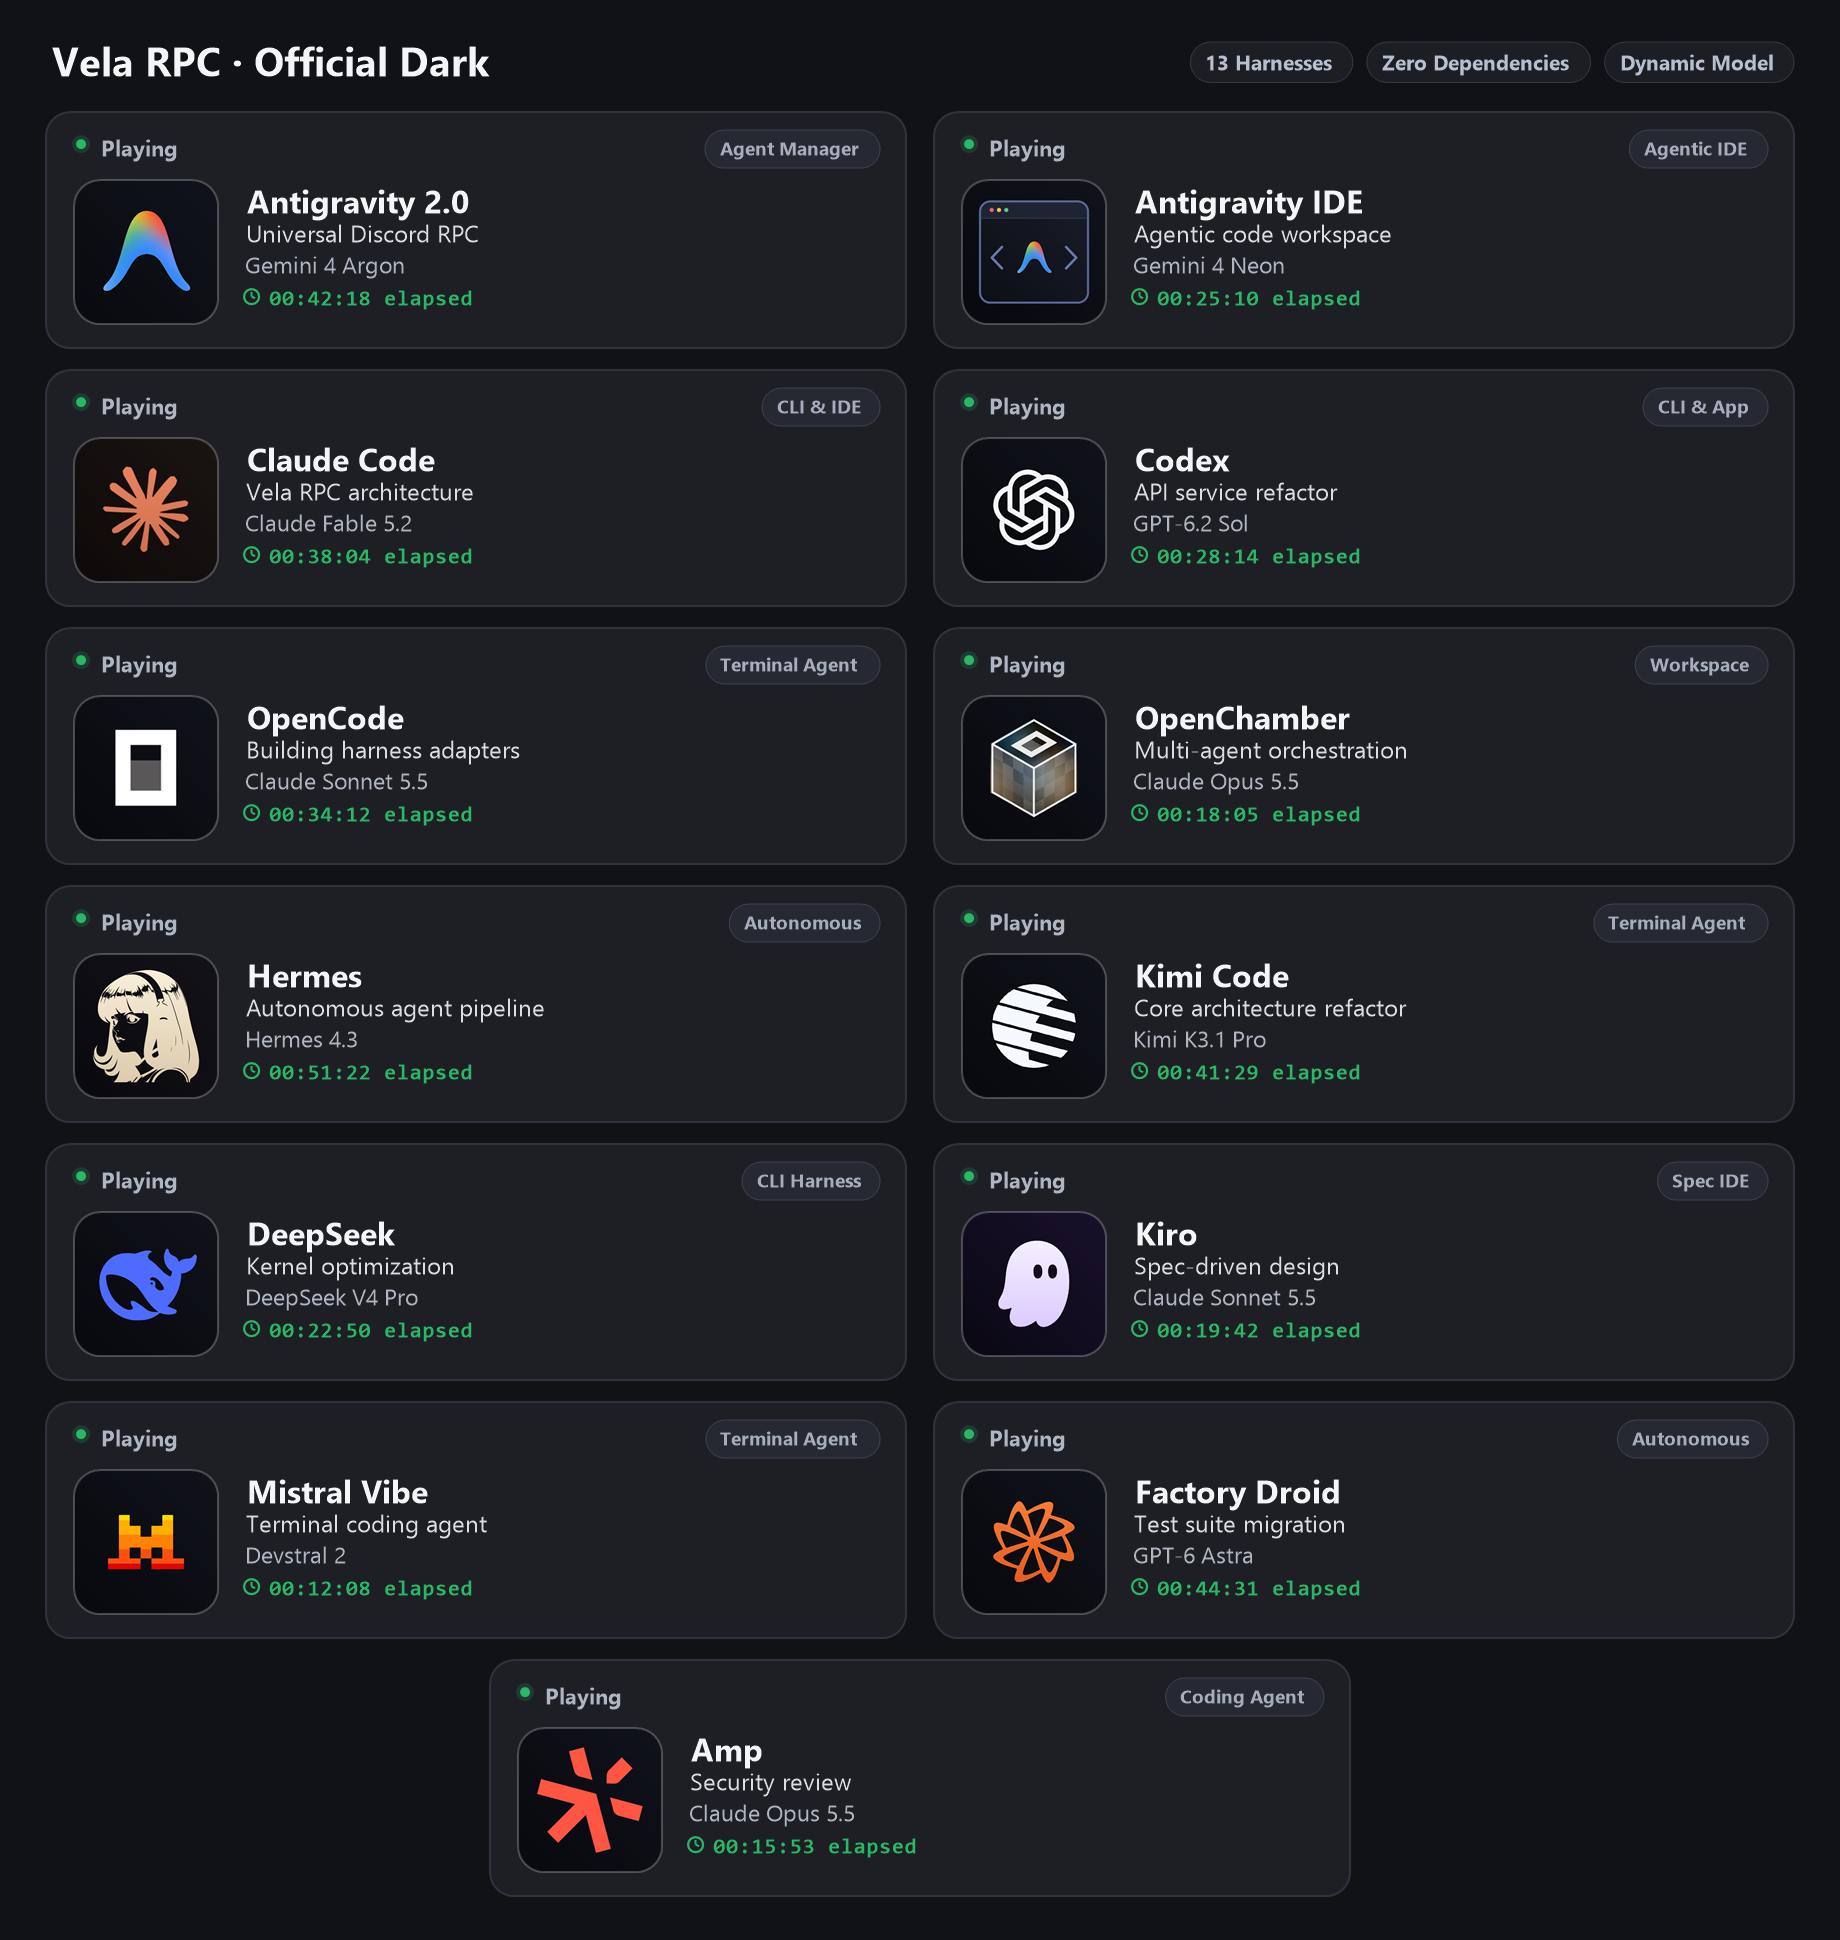 Vela RPC · Official Dark
13 Harnesses
Zero Dependencies
Dynamic Model
Playing
Agent Manager
Antigravity 2.0
Universal Discord RPC
Gemini 4 Argon
00:42:18 elapsed
Playing
Agentic IDE
Antigravity IDE
Agentic code workspace
Gemini 4 Neon
00:25:10 elapsed
Playing
CLI & IDE
Claude Code
Vela RPC architecture
Claude Fable 5.2
00:38:04 elapsed
Playing
CLI & App
Codex
API service refactor
GPT-6.2 Sol
00:28:14 elapsed
Playing
Terminal Agent
OpenCode
Building harness adapters
Claude Sonnet 5.5
00:34:12 elapsed
Playing
Workspace
OpenChamber
Multi-agent orchestration
Claude Opus 5.5
00:18:05 elapsed
Playing
Autonomous
Hermes
Autonomous agent pipeline
Hermes 4.3
00:51:22 elapsed
Playing
Terminal Agent
Kimi Code
Core architecture refactor
Kimi K3.1 Pro
00:41:29 elapsed
Playing
CLI Harness
DeepSeek
Kernel optimization
DeepSeek V4 Pro
00:22:50 elapsed
Playing
Spec IDE
Kiro
Spec-driven design
Claude Sonnet 5.5
00:19:42 elapsed
Playing
Terminal Agent
Mistral Vibe
Terminal coding agent
Devstral 2
00:12:08 elapsed
Playing
Autonomous
Factory Droid
Test suite migration
GPT-6 Astra
00:44:31 elapsed
Playing
Coding Agent
Amp
Security review
Claude Opus 5.5
00:15:53 elapsed